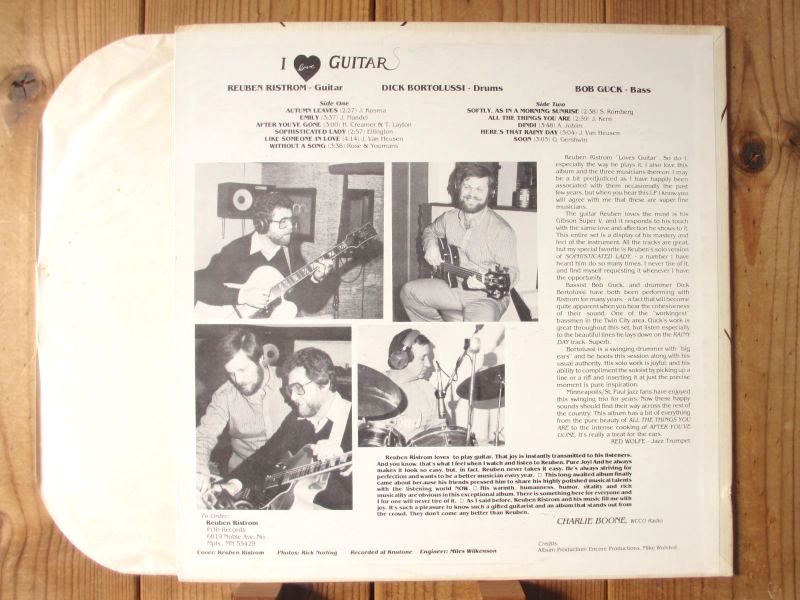 I love GUITARS
REUBEN RISTROM - Guitar DICK BORTOLUSSI - Drums BOB GUCK - Bass
Side One
AUTUMN LEAVES (2:27) J. Kosma
EMILY (3:37) J. Mandel
AFTER YOU'VE GONE (3:00) H. Creamer & T. Layton
SOPHISTICATED LADY (2:57) Ellington
LIKE SOMEONE IN LOVE (4:14) J. Van Heusen
WITHOUT A SONG (3:38) Rose & Youmans
Side Two
SOFTLY, AS IN A MORNING SUNRISE (2:38) S. Romberg
ALL THE THINGS YOU ARE (2:39) J. Kern
DINDI (3:48) A. Jobim
HERE'S THAT RAINY DAY (5:04) J. Van Heusen
SOON (3:05) G. Gershwin
Reuben Ristrom "Loves Guitar". So do I,
especially the way he plays it. I also love this
album and the three musicians thereon. I may
be a bit predjudiced as I have happily been
associated with them occasionally the past
few years, but when you hear this LP I know you
will agree with me that these are super fine
musicians.
The guitar Reuben loves the most is his
Gibson Super V, and it responds to his touch
with the same love and affection he shows to it.
This entire set is a display of his mastery and
feel of the instrument. All the tracks are great,
but my special favorite is Reuben's solo version
of SOPHISTICATED LADY, - a number I have
heard him do so many times. I never tire of it,
and find myself requesting it whenever I have
the opportunity.
Bassist Bob Guck, and drummer Dick
Bortolussi have both been performing with
Ristrom for many years, - a fact that will become
quite apparent when you hear the cohesiveness
of their sound. One of the "workingest"
bassmen in the Twin City area, Guck's work is
great throughout this set, but listen especially
to the beautiful lines he lays down on the RAINY
DAY track. Superb.
Bortolussi is a swinging drummer with "big
ears" and he boots this session along with his
usual authority. His solo work is joyful, and his
ability to compliment the soloist by picking up a
line or a riff and inserting it at just the precise
moment is pure inspiration.
Minneapolis/St. Paul jazz fans have enjoyed
this swinging trio for years. Now these happy
sounds should find their way across the rest of
the country. This album has a bit of everything
from the pure beauty of ALL THE THINGS YOU
ARE to the intense cooking of AFTER YOU'VE
GONE. It's really a treat for the ears.
RED WOLFE - Jazz Trumpet
Reuben Ristrom loves to play guitar. That joy is instantly transmitted to his listeners.
And you know, that's what I feel when I watch and listen to Reuben. Pure Joy! And he always
makes it look so easy, but, in fact, Reuben never takes it easy. He's always striving for
perfection and wants to be a better musician every year. □ This long awaited album finally
came about because his friends pressed him to share his highly polished musical talents
with the listening world NOW. □ His warmth, humanness, humor, vitality and rich
musicality are obvious in this exceptional album. There is something here for everyone and
I for one will never tire of it. □ As I said before, Reuben Ristrom and his music fill me with
joy. It's such a pleasure to know such a gifted guitarist and an album that stands out from
the crowd. They don't come any better than Reuben.
CHARLIE BOONE, WCCO Radio
To Order:
Reuben Ristrom
POB Records
6819 Noble Ave. No.
Mpls. MN 55429
Cover: Reuben Ristrom Photos: Rick Norling Recorded at Knutone Engineer: Miles Wilkenson
Credits:
Album Production: Encore Productions, Mike Wolsted